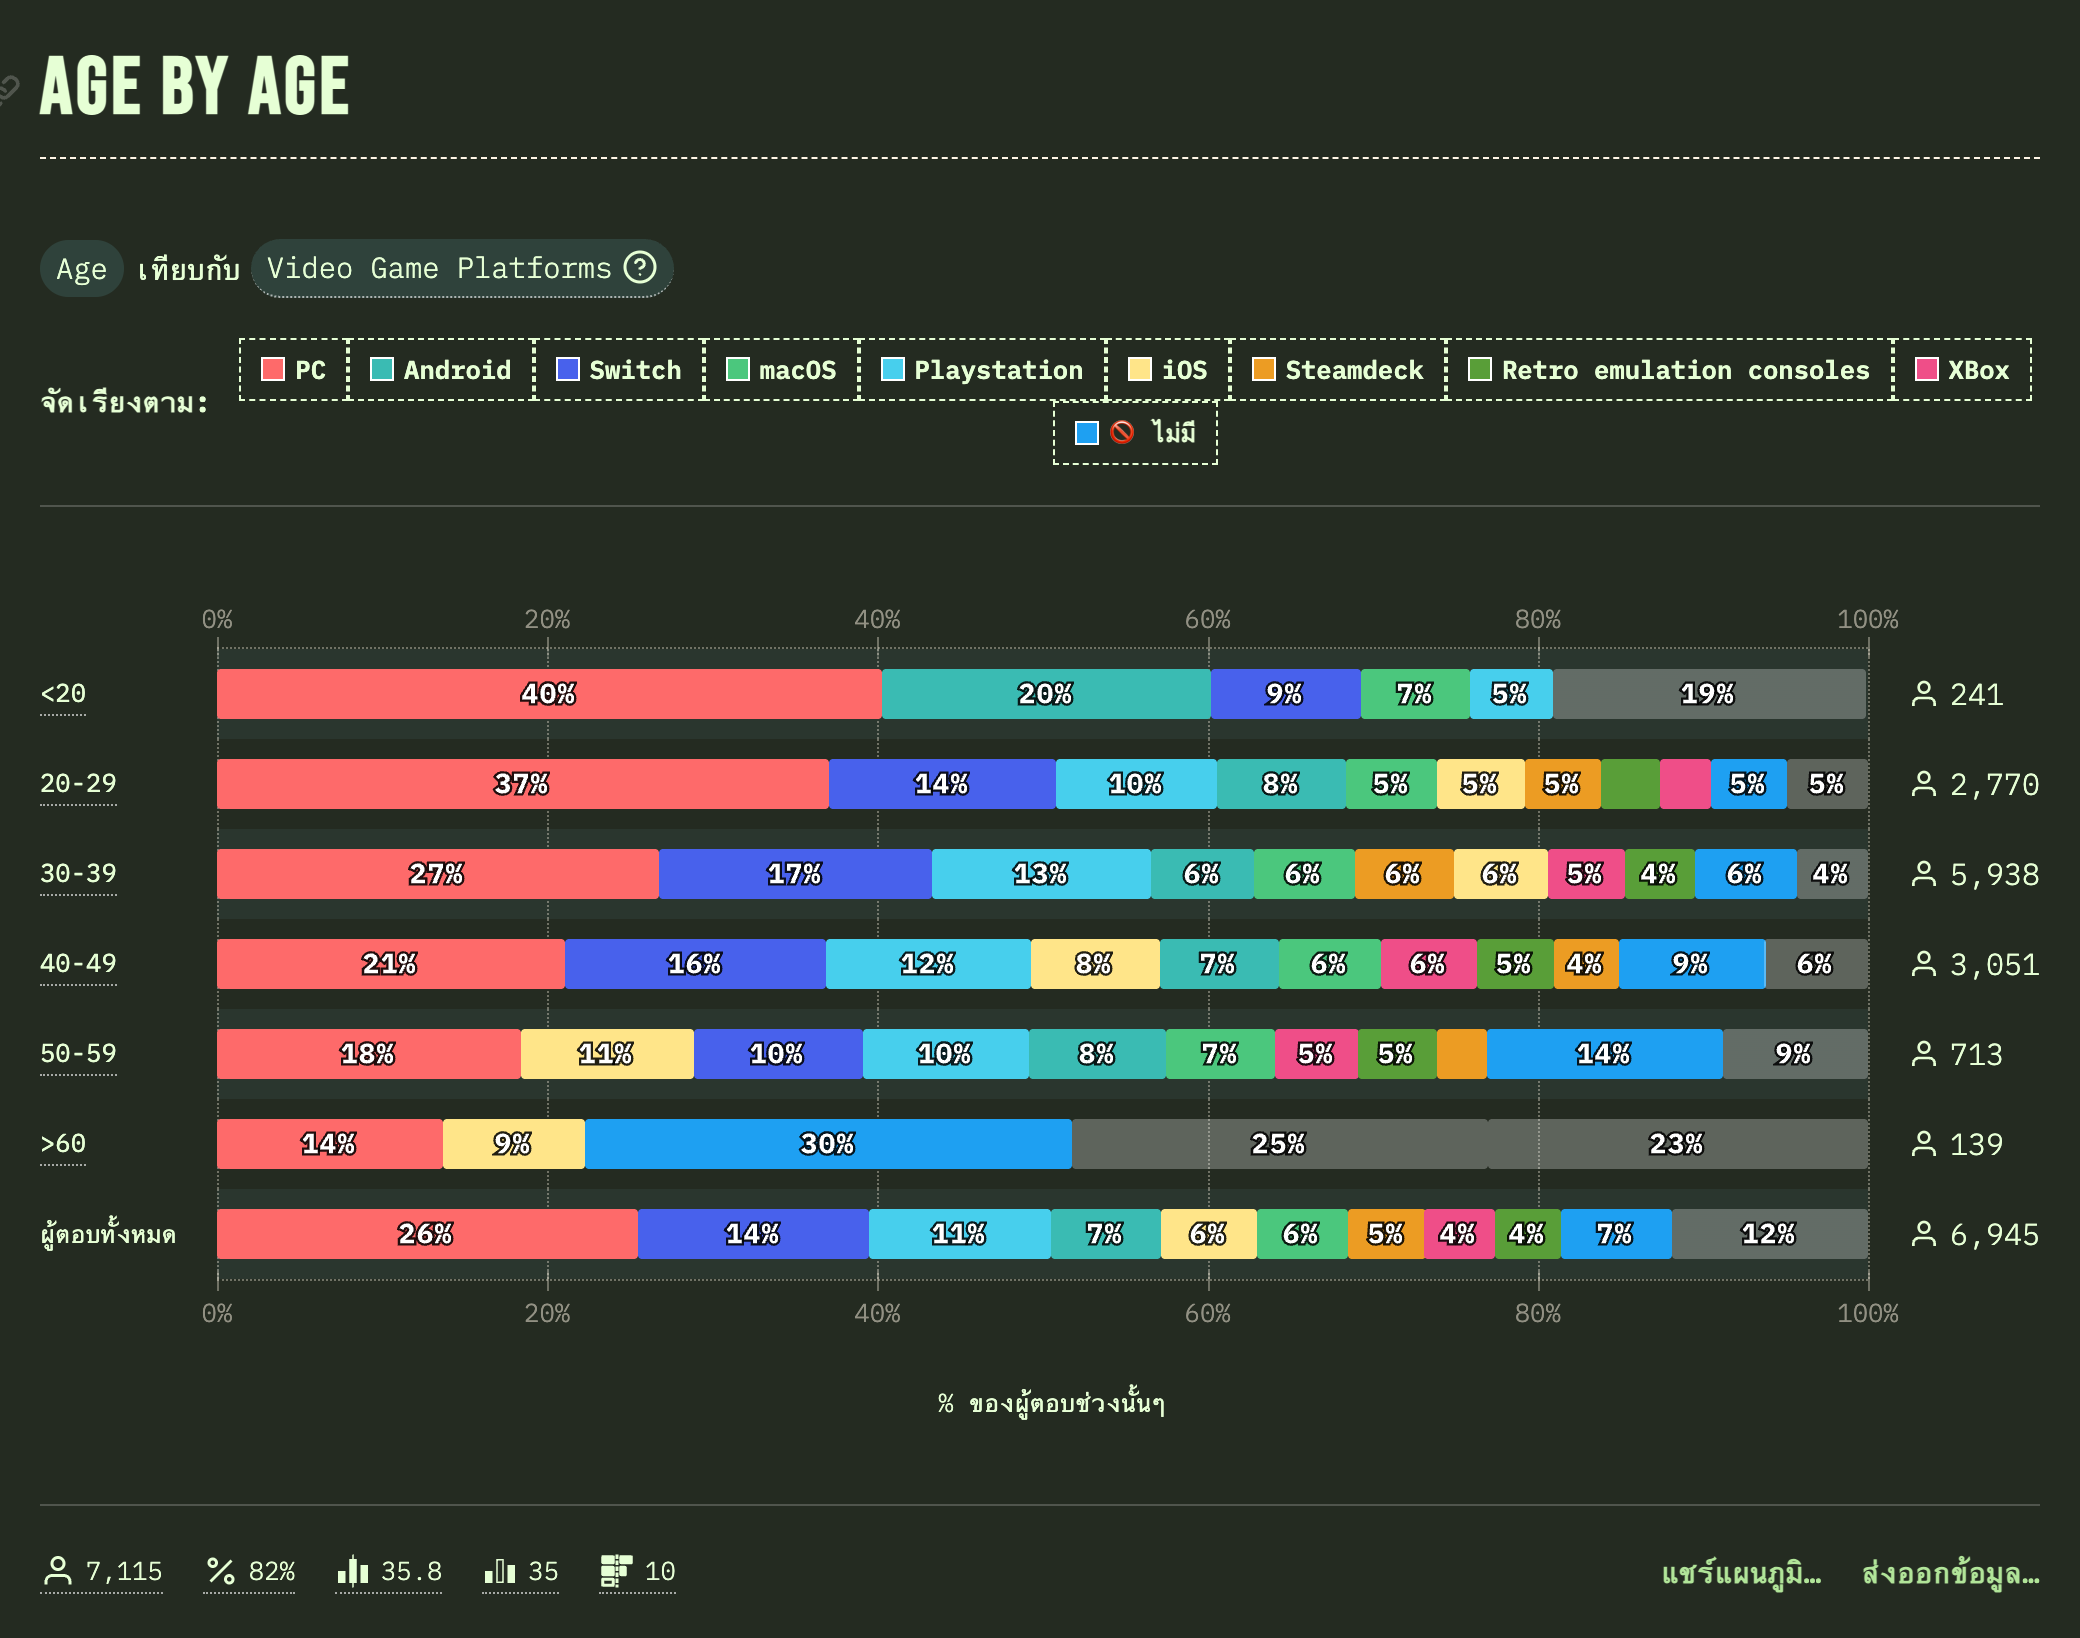 AGE BY AGE
Age เทียบกับ Video Game Platforms ?
จัดเรียงตาม: PC Android Switch macOS Playstation iOS Steamdeck Retro emulation consoles XBox
🚫 ไม่มี
0% 20% 40% 60% 80% 100%
<20 40% 20% 9% 7% 5% 19% 241
20-29 37% 14% 10% 8% 5% 5% 5% 5% 5% 2,770
30-39 27% 17% 13% 6% 6% 6% 6% 5% 4% 6% 4% 5,938
40-49 21% 16% 12% 8% 7% 6% 6% 5% 4% 9% 6% 3,051
50-59 18% 11% 10% 10% 8% 7% 5% 5% 14% 9% 713
>60 14% 9% 30% 25% 23% 139
ผู้ตอบทั้งหมด 26% 14% 11% 7% 6% 6% 5% 4% 4% 7% 12% 6,945
0% 20% 40% 60% 80% 100%
% ของผู้ตอบช่วงนั้นๆ
7,115 82% 35.8 35 10 แชร์แผนภูมิ… ส่งออกข้อมูล…